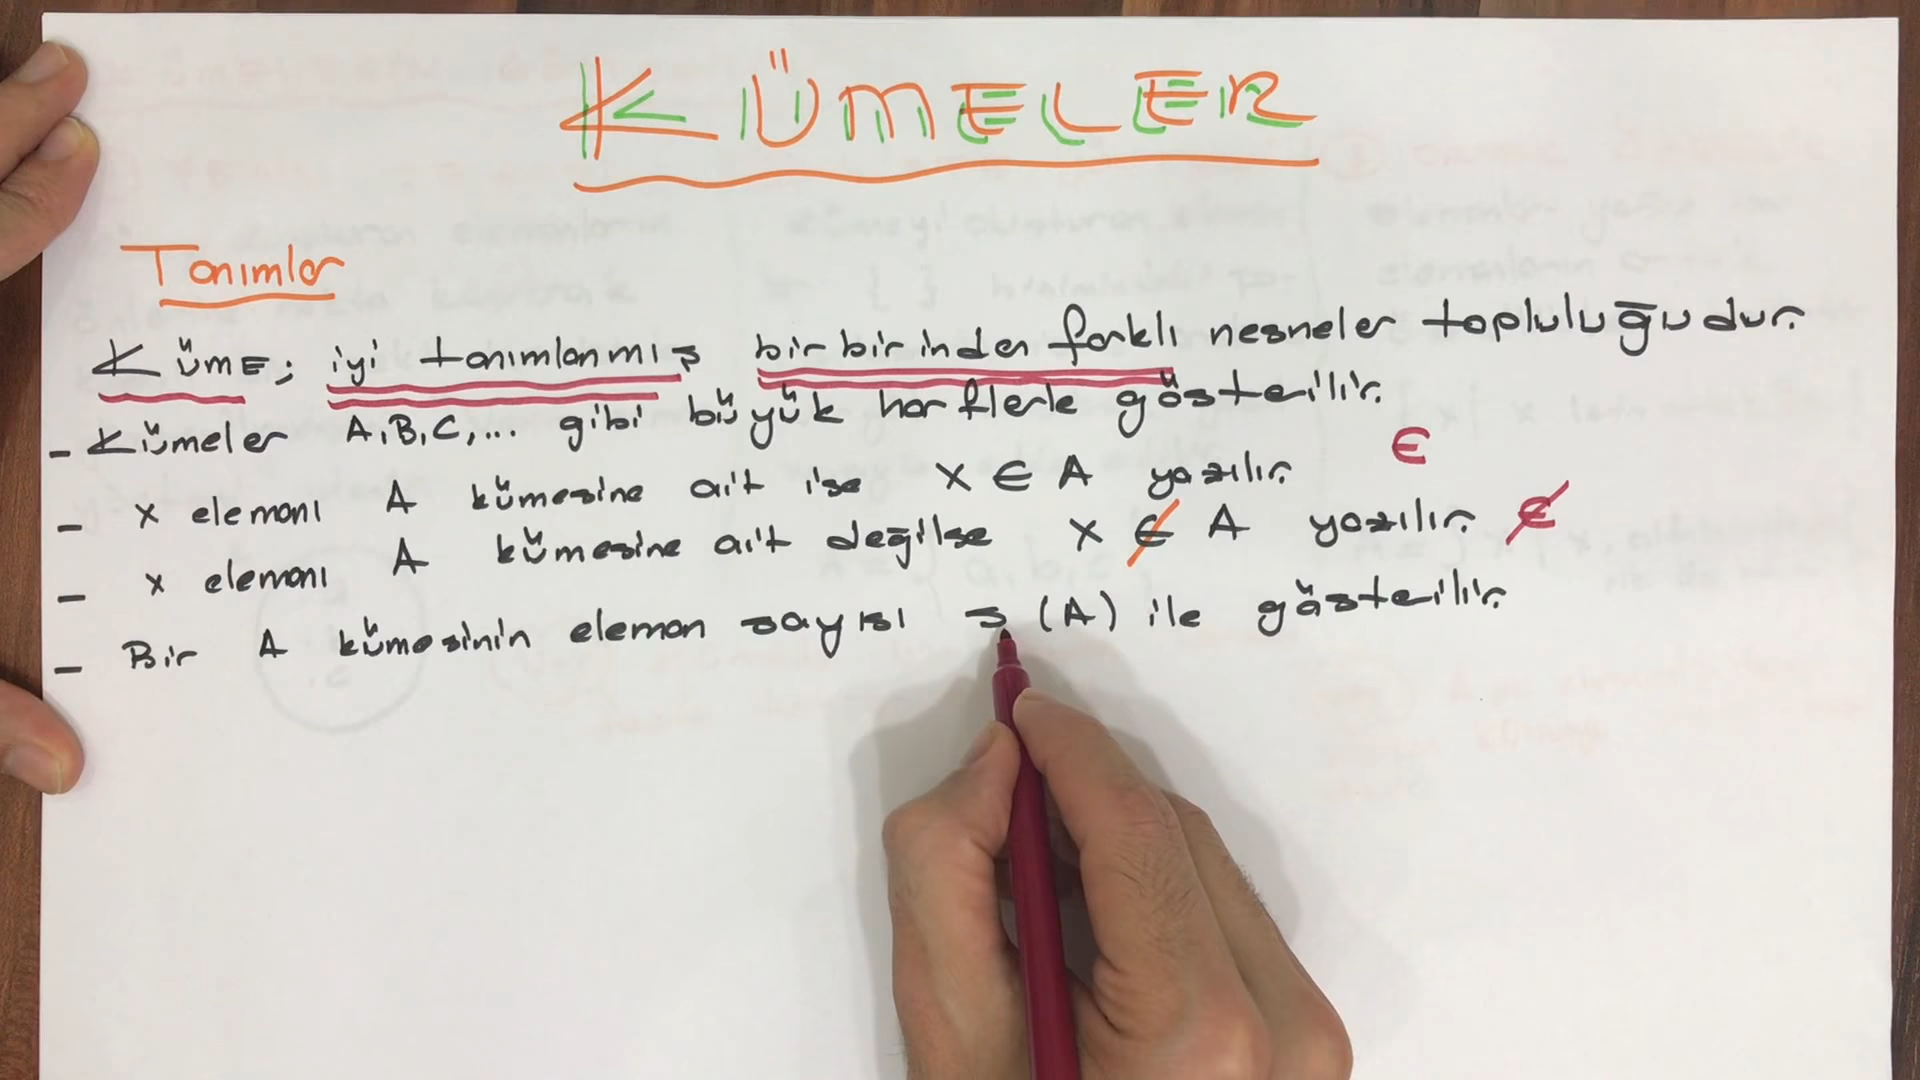 KÜMELER
Tanımlar
KÜME; iyi tanımlanmış birbirinden farklı nesneler topluluğudur.
- Kümeler A,B,C,... gibi büyük harflerle gösterilir.
∈
- x elemanı A kümesine ait ise x ∈ A yazılır.
- x elemanı A kümesine ait değilse x ∉ A yazılır. ∉
- Bir A kümesinin eleman sayısı s(A) ile gösterilir.